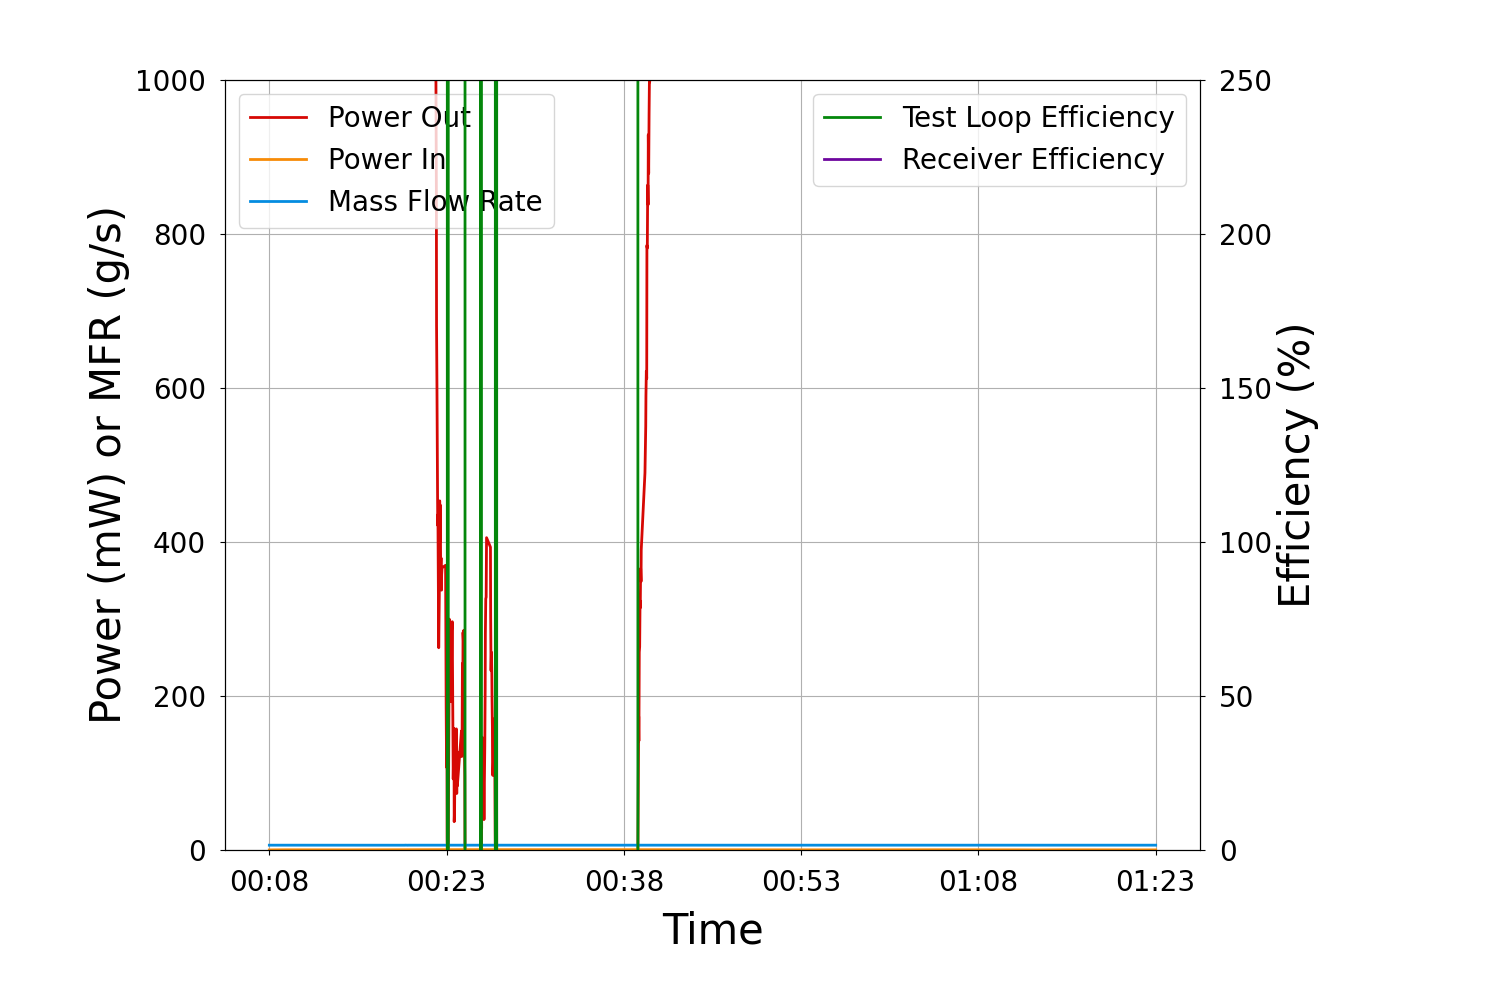 1000
800
600
400
200
0
Power (mW) or MFR (g/s)
Power Out
Power In
Mass Flow Rate
Test Loop Efficiency
Receiver Efficiency
250
200
150
100
50
0
Efficiency (%)
00:08 00:23 00:38 00:53 01:08 01:23
Time